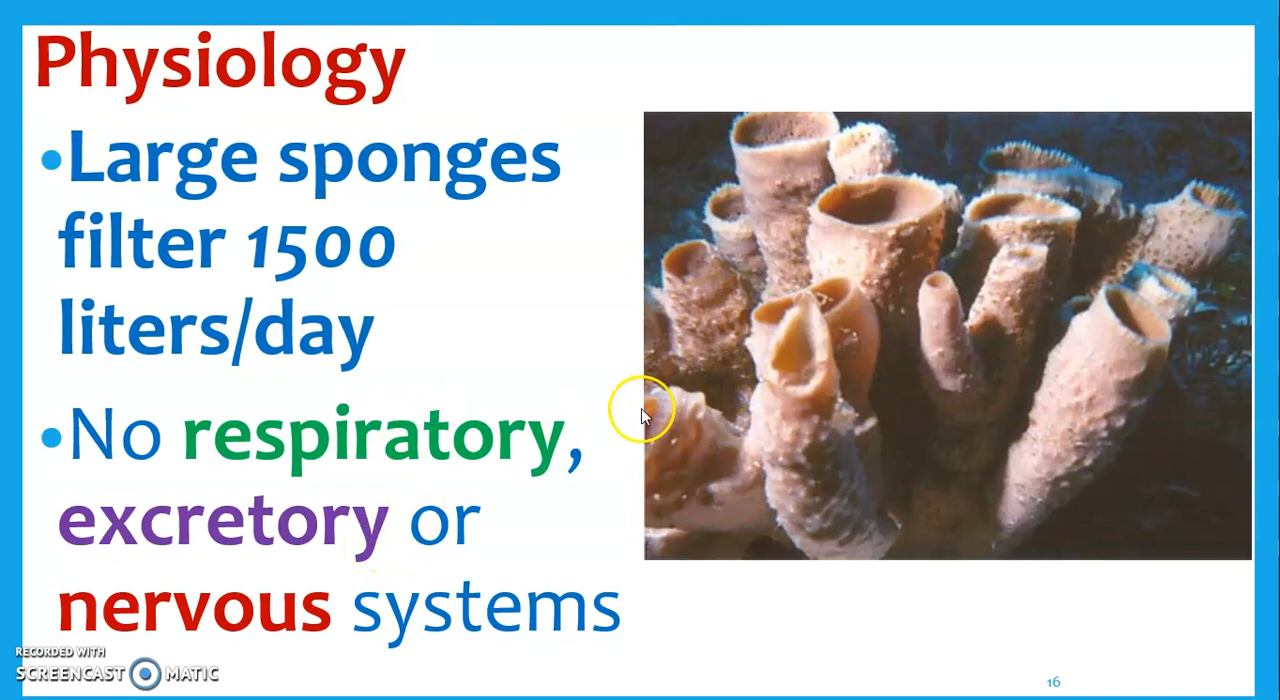 Physiology
•Large sponges
filter 1500
liters/day
•No respiratory,
excretory or
nervous systems
RECORDED WITH
SCREENCAST MATIC
16